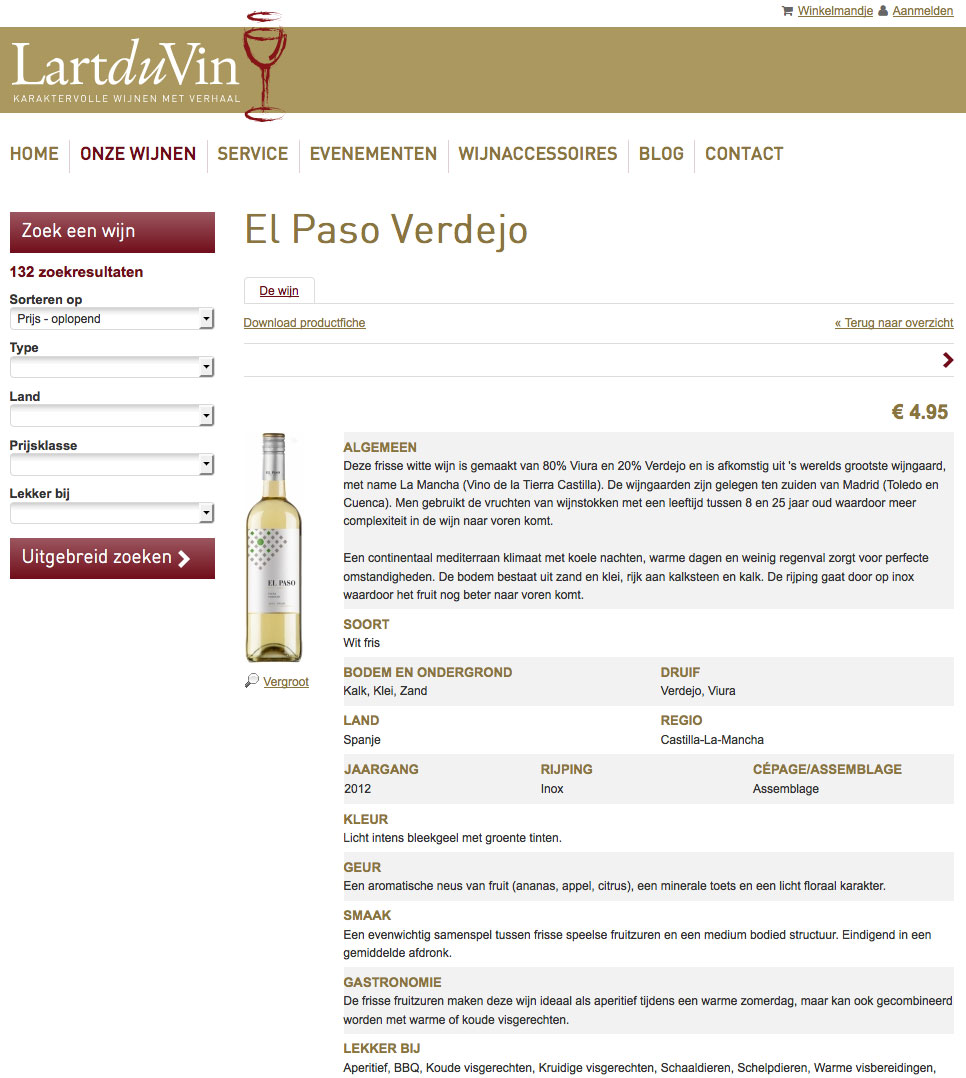 Winkelmandje Aanmelden
LartduVin
KARAKTERVOLLE WIJNEN MET VERHAAL
HOME ONZE WIJNEN SERVICE EVENEMENTEN WIJNACCESSOIRES BLOG CONTACT
Zoek een wijn
132 zoekresultaten
Sorteren op
Prijs - oplopend
Type
Land
Prijsklasse
Lekker bij
Uitgebreid zoeken
El Paso Verdejo
De wijn
Download productfiche
« Terug naar overzicht
€ 4.95
EL PASO
Vergroot
ALGEMEEN
Deze frisse witte wijn is gemaakt van 80% Viura en 20% Verdejo en is afkomstig uit 's werelds grootste wijngaard,
met name La Mancha (Vino de la Tierra Castilla). De wijngaarden zijn gelegen ten zuiden van Madrid (Toledo en
Cuenca). Men gebruikt de vruchten van wijnstokken met een leeftijd tussen 8 en 25 jaar oud waardoor meer
complexiteit in de wijn naar voren komt.
Een continentaal mediterraan klimaat met koele nachten, warme dagen en weinig regenval zorgt voor perfecte
omstandigheden. De bodem bestaat uit zand en klei, rijk aan kalksteen en kalk. De rijping gaat door op inox
waardoor het fruit nog beter naar voren komt.
SOORT
Wit fris
BODEM EN ONDERGROND DRUIF
Kalk, Klei, Zand Verdejo, Viura
LAND REGIO
Spanje Castilla-La-Mancha
JAARGANG RIJPING CÉPAGE/ASSEMBLAGE
2012 Inox Assemblage
KLEUR
Licht intens bleekgeel met groente tinten.
GEUR
Een aromatische neus van fruit (ananas, appel, citrus), een minerale toets en een licht floraal karakter.
SMAAK
Een evenwichtig samenspel tussen frisse speelse fruitzuren en een medium bodied structuur. Eindigend in een
gemiddelde afdronk.
GASTRONOMIE
De frisse fruitzuren maken deze wijn ideaal als aperitief tijdens een warme zomerdag, maar kan ook gecombineerd
worden met warme of koude visgerechten.
LEKKER BIJ
Aperitief, BBQ, Koude visgerechten, Kruidige visgerechten, Schaaldieren, Schelpdieren, Warme visbereidingen,